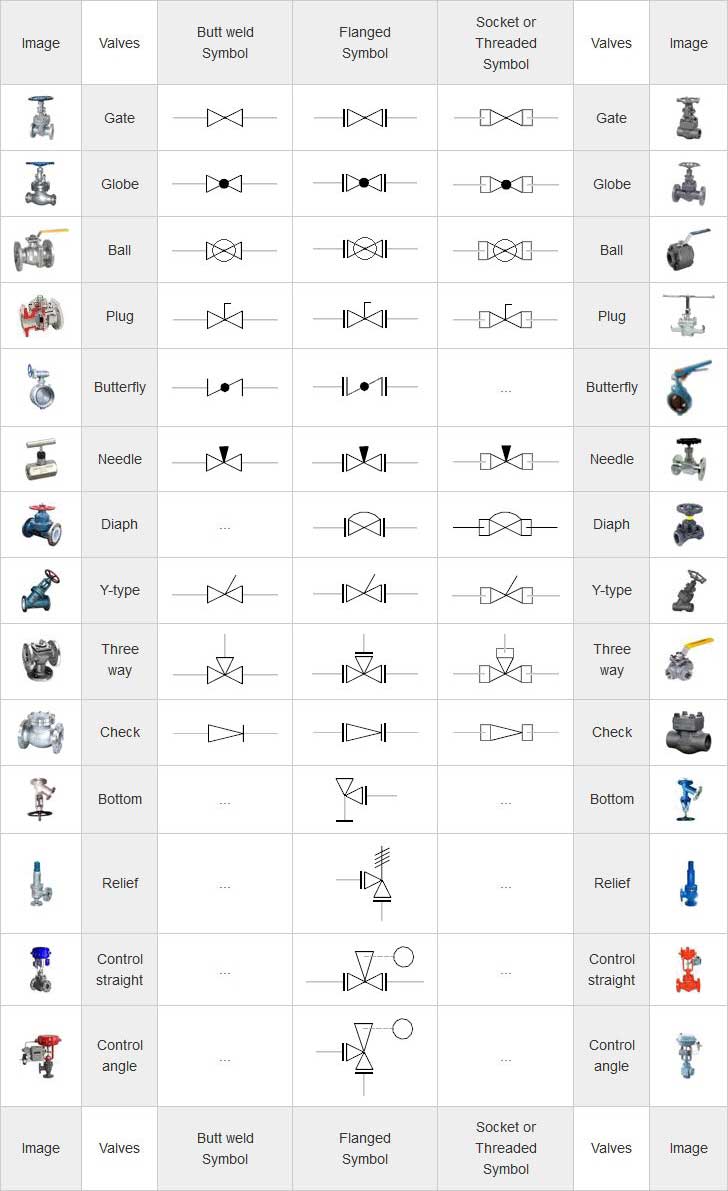 Image
Valves
Butt weld
Symbol
Flanged
Symbol
Socket or
Threaded
Symbol
Valves
Image
Gate
Gate
Globe
Globe
Ball
Ball
Plug
Plug
Butterfly
...
Butterfly
Needle
Needle
Diaph
...
Diaph
Y-type
Y-type
Three
way
Three
way
Check
Check
Bottom
...
...
Bottom
Relief
...
...
Relief
Control
straight
...
...
Control
straight
Control
angle
...
...
Control
angle
Image
Valves
Butt weld
Symbol
Flanged
Symbol
Socket or
Threaded
Symbol
Valves
Image